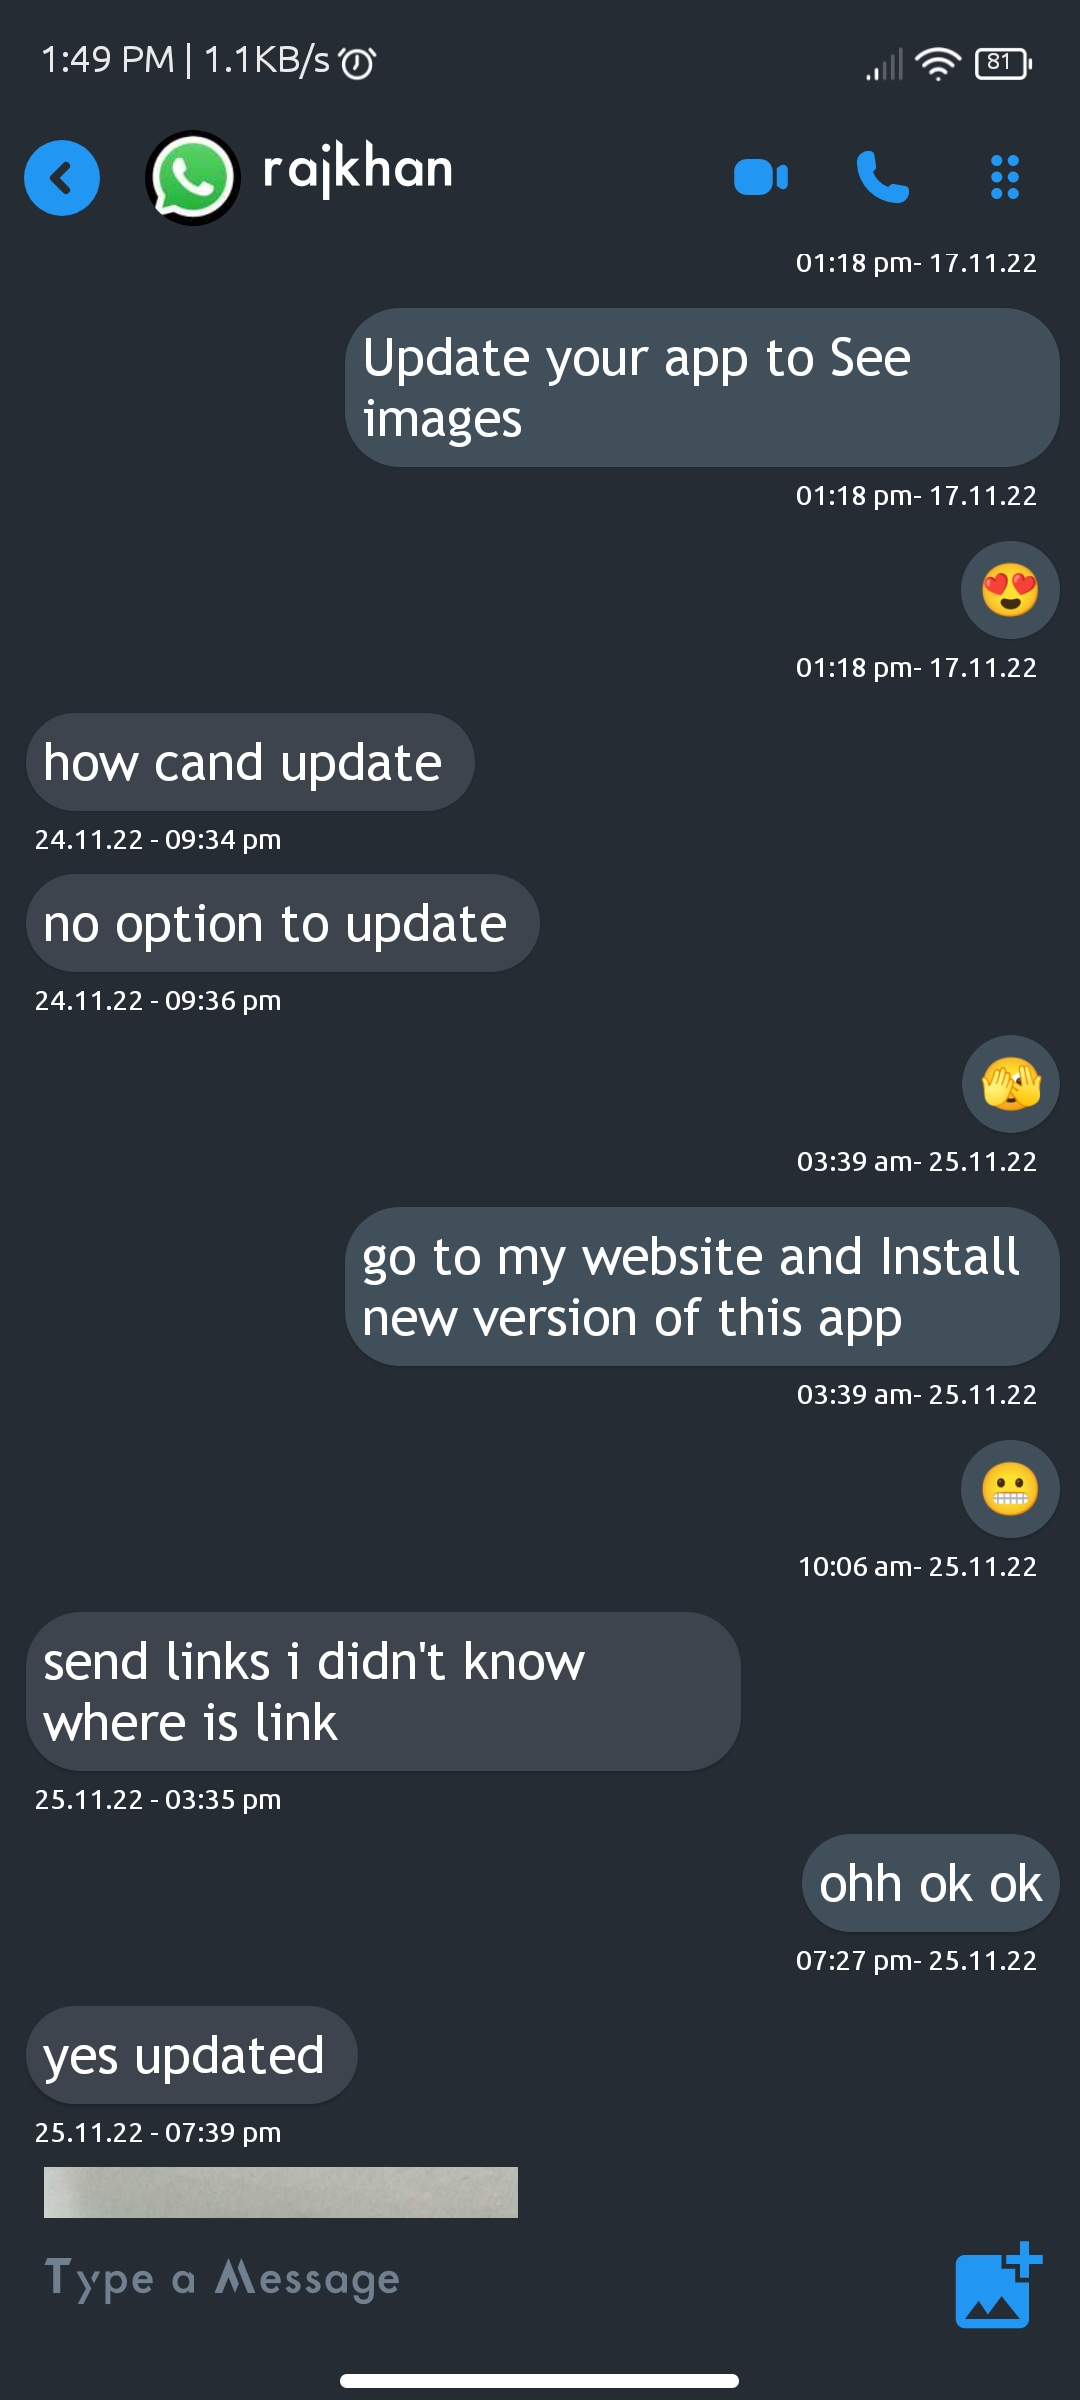 1:49 PM | 1.1KB/s
81
rajkhan
01:18 pm- 17.11.22
Update your app to See
images
01:18 pm- 17.11.22
😍
01:18 pm- 17.11.22
how cand update
24.11.22 - 09:34 pm
no option to update
24.11.22 - 09:36 pm
🫣
03:39 am- 25.11.22
go to my website and Install
new version of this app
03:39 am- 25.11.22
😬
10:06 am- 25.11.22
send links i didn't know
where is link
25.11.22 - 03:35 pm
ohh ok ok
07:27 pm- 25.11.22
yes updated
25.11.22 - 07:39 pm
Type a Message